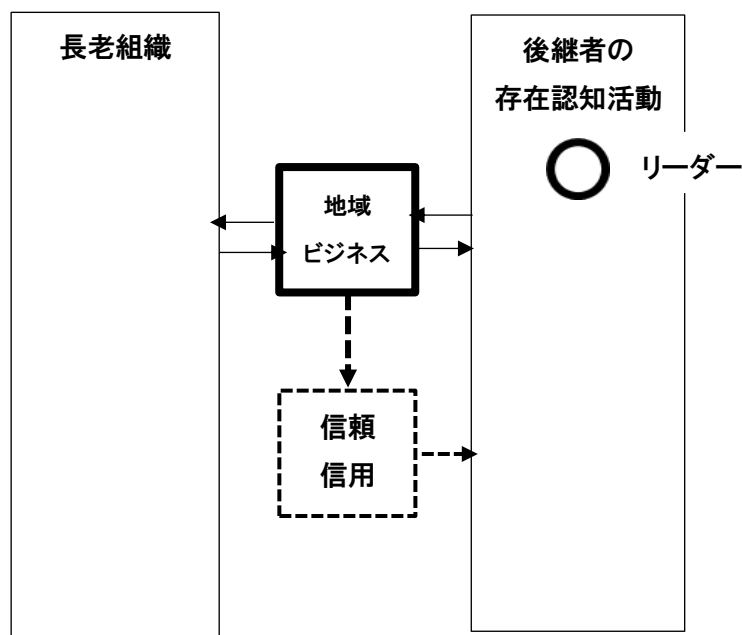 長老組織
後継者の
存在認知活動
リーダー
地域
ビジネス
信頼
信用